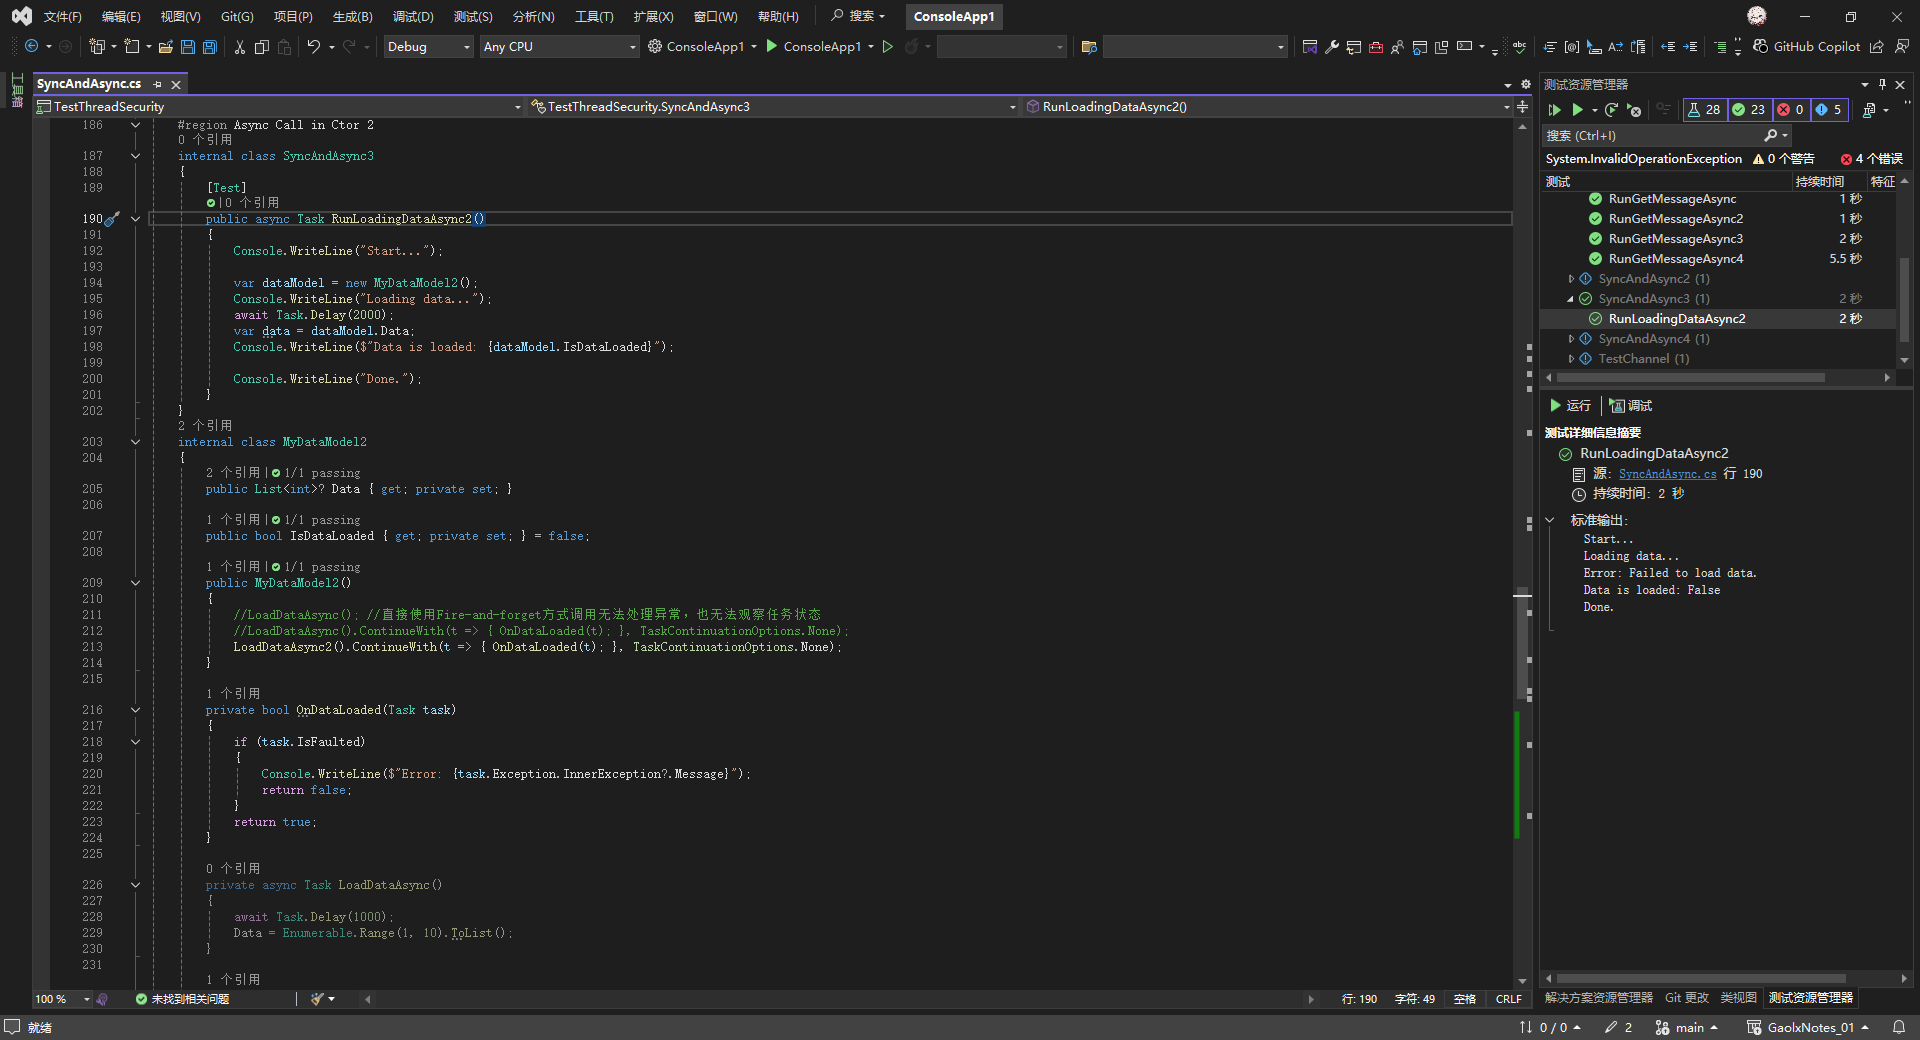 文件(F) 编辑(E) 视图(V) Git(G) 项目(P) 生成(B) 调试(D) 测试(S) 分析(N) 工具(T) 扩展(X) 窗口(W) 帮助(H) 搜索 ConsoleApp1
Debug Any CPU ConsoleApp1 ConsoleApp1 GitHub Copilot
工具箱
SyncAndAsync.cs
TestThreadSecurity TestThreadSecurity.SyncAndAsync3 RunLoadingDataAsync2()
186 #region Async Call in Ctor 2
0 个引用
187 internal class SyncAndAsync3
188 {
189 [Test]
|0 个引用
190 public async Task RunLoadingDataAsync2()
191 {
192 Console.WriteLine("Start...");
193
194 var dataModel = new MyDataModel2();
195 Console.WriteLine("Loading data...");
196 await Task.Delay(2000);
197 var data = dataModel.Data;
198 Console.WriteLine($"Data is loaded: {dataModel.IsDataLoaded}");
199
200 Console.WriteLine("Done.");
201 }
202 }
2 个引用
203 internal class MyDataModel2
204 {
2 个引用| 1/1 passing
205 public List<int>? Data { get; private set; }
206
1 个引用| 1/1 passing
207 public bool IsDataLoaded { get; private set; } = false;
208
1 个引用| 1/1 passing
209 public MyDataModel2()
210 {
211 //LoadDataAsync(); //直接使用Fire-and-forget方式调用无法处理异常，也无法观察任务状态
212 //LoadDataAsync().ContinueWith(t => { OnDataLoaded(t); }, TaskContinuationOptions.None);
213 LoadDataAsync2().ContinueWith(t => { OnDataLoaded(t); }, TaskContinuationOptions.None);
214 }
215
1 个引用
216 private bool OnDataLoaded(Task task)
217 {
218 if (task.IsFaulted)
219 {
220 Console.WriteLine($"Error: {task.Exception.InnerException?.Message}");
221 return false;
222 }
223 return true;
224 }
225
0 个引用
226 private async Task LoadDataAsync()
227 {
228 await Task.Delay(1000);
229 Data = Enumerable.Range(1, 10).ToList();
230 }
231
1 个引用
100 % 未找到相关问题 行: 190 字符: 49 空格 CRLF
测试资源管理器
28 23 0 5
搜索 (Ctrl+I)
System.InvalidOperationException 0 个警告 4 个错误
测试 持续时间 特征
RunGetMessageAsync 1 秒
RunGetMessageAsync2 1 秒
RunGetMessageAsync3 2 秒
RunGetMessageAsync4 5.5 秒
SyncAndAsync2 (1)
SyncAndAsync3 (1) 2 秒
RunLoadingDataAsync2 2 秒
SyncAndAsync4 (1)
TestChannel (1)
运行 调试
测试详细信息摘要
RunLoadingDataAsync2
源: SyncAndAsync.cs 行 190
持续时间: 2 秒
标准输出:
Start...
Loading data...
Error: Failed to load data.
Data is loaded: False
Done.
解决方案资源管理器 Git 更改 类视图 测试资源管理器
就绪 0 / 0 2 main GaolxNotes_01